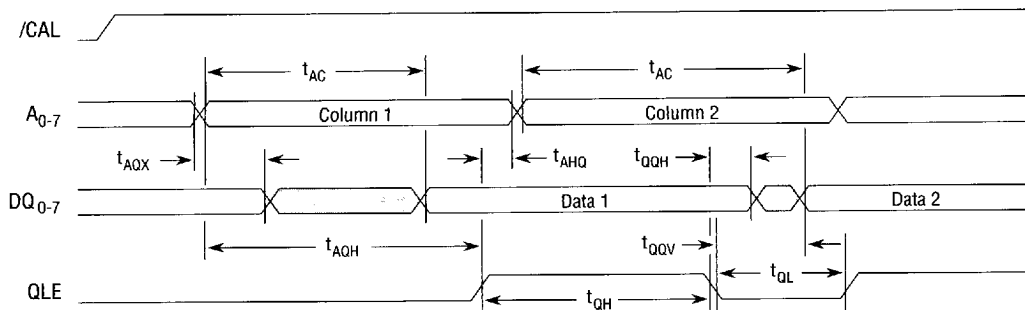 /CAL
tAC tAC
A0-7 Column 1 Column 2
tAQX tAHQ tQQH
DQ0-7 Data 1 Data 2
tAQH tQQV tQL
QLE tQH